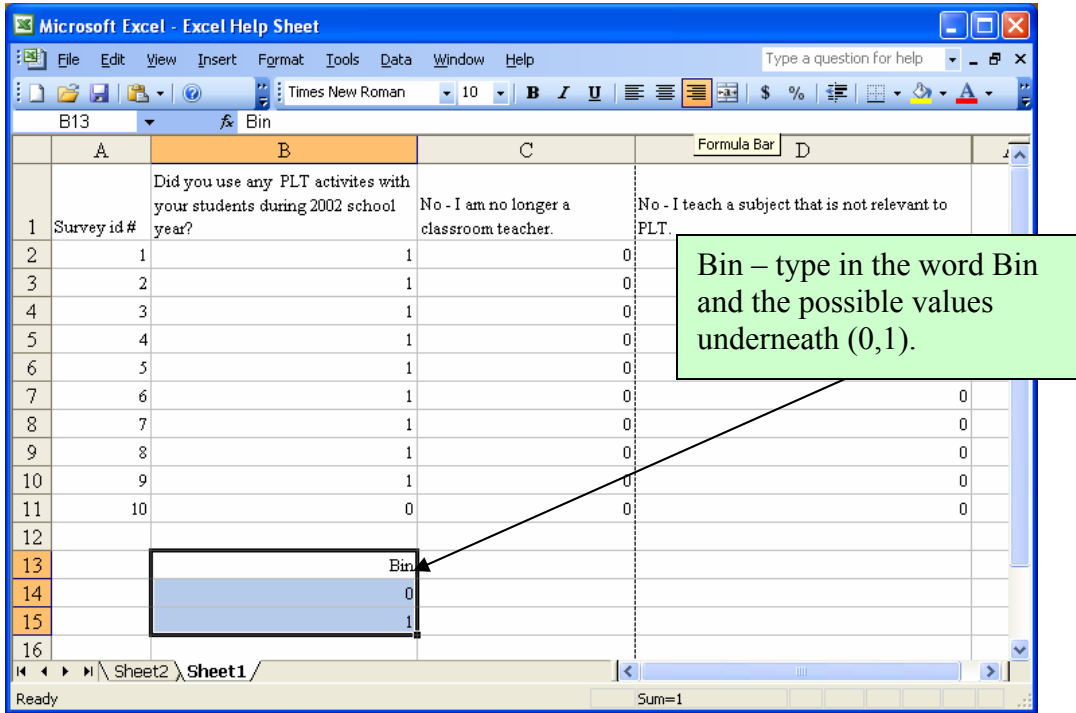 Microsoft Excel - Excel Help Sheet
File Edit View Insert Format Tools Data Window Help Type a question for help
Times New Roman 10 B I U $ % A
B13 fx Bin
Formula Bar
A B C D
1 Survey id # Did you use any PLT activites with
your students during 2002 school
year? No - I am no longer a
classroom teacher. No - I teach a subject that is not relevant to
PLT.
2 1 1 0
3 2 1 0
4 3 1 0
5 4 1 0
6 5 1 0
7 6 1 0 0
8 7 1 0 0
9 8 1 0 0
10 9 1 0 0
11 10 0 0 0
12
13 Bin
14 0
15 1
16
Bin – type in the word Bin
and the possible values
underneath (0,1).
Sheet2 Sheet1
Ready Sum=1